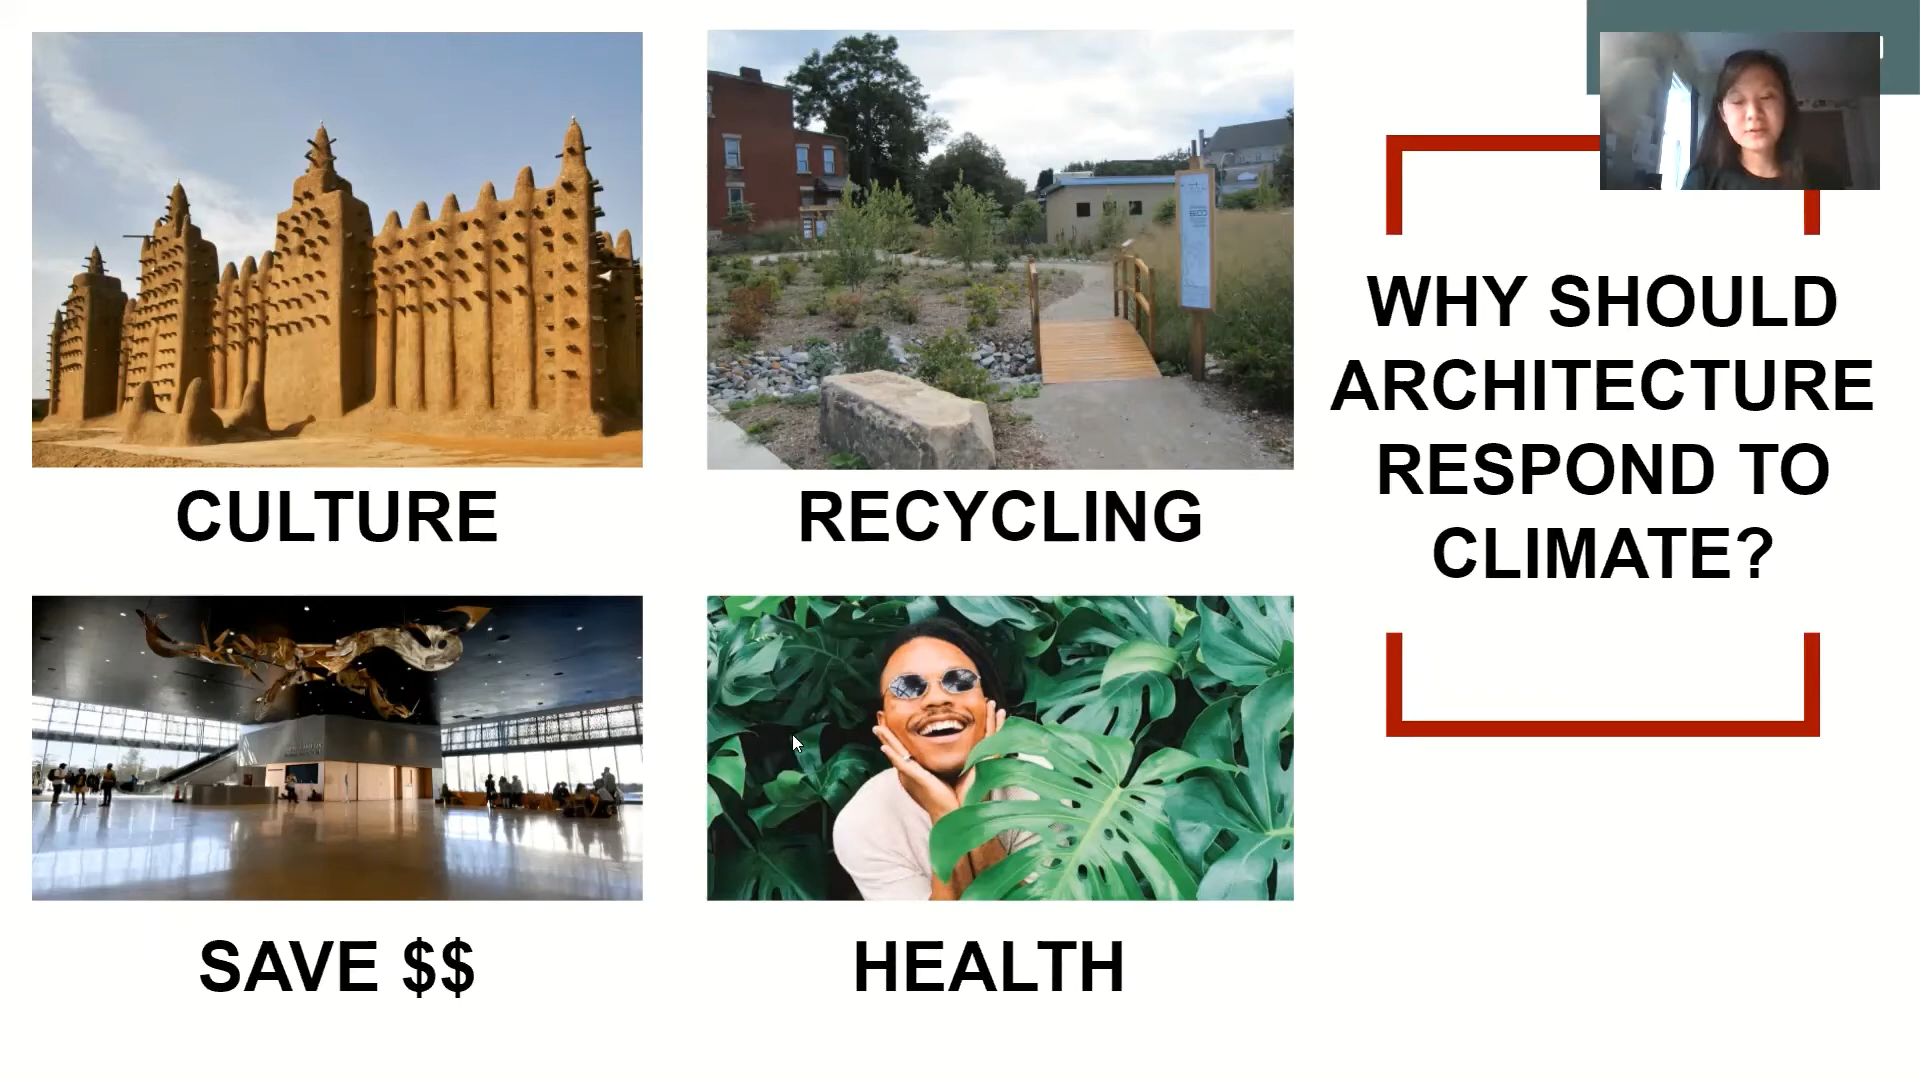 CULTURE
RECYCLING
SAVE $$
HEALTH
WHY SHOULD
ARCHITECTURE
RESPOND TO
CLIMATE?